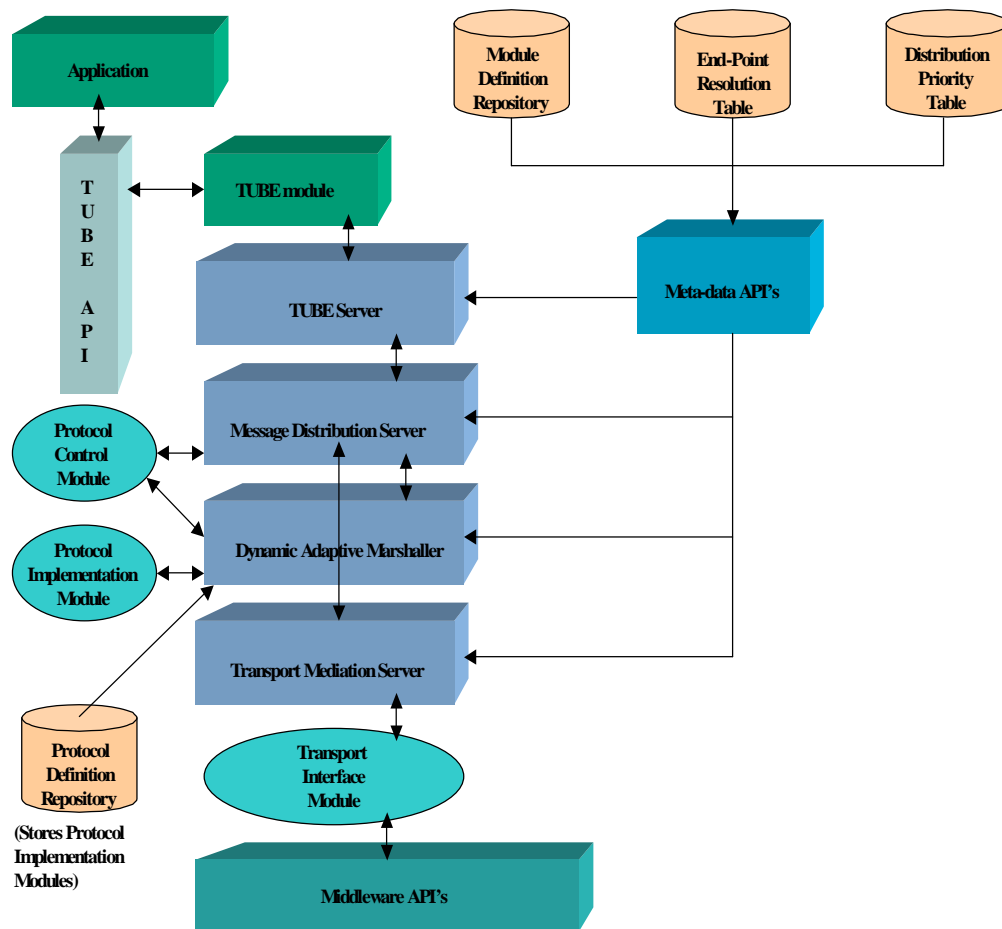 Application
Module
Definition
Repository
End-Point
Resolution
Table
Distribution
Priority
Table
T
U
B
E
A
P
I
TUBE module
TUBE Server
Meta-data API's
Message Distribution Server
Protocol
Control
Module
Dynamic Adaptive Marshaller
Protocol
Implementation
Module
Transport Mediation Server
Protocol
Definition
Repository
(Stores Protocol
Implementation
Modules)
Transport
Interface
Module
Middleware API's